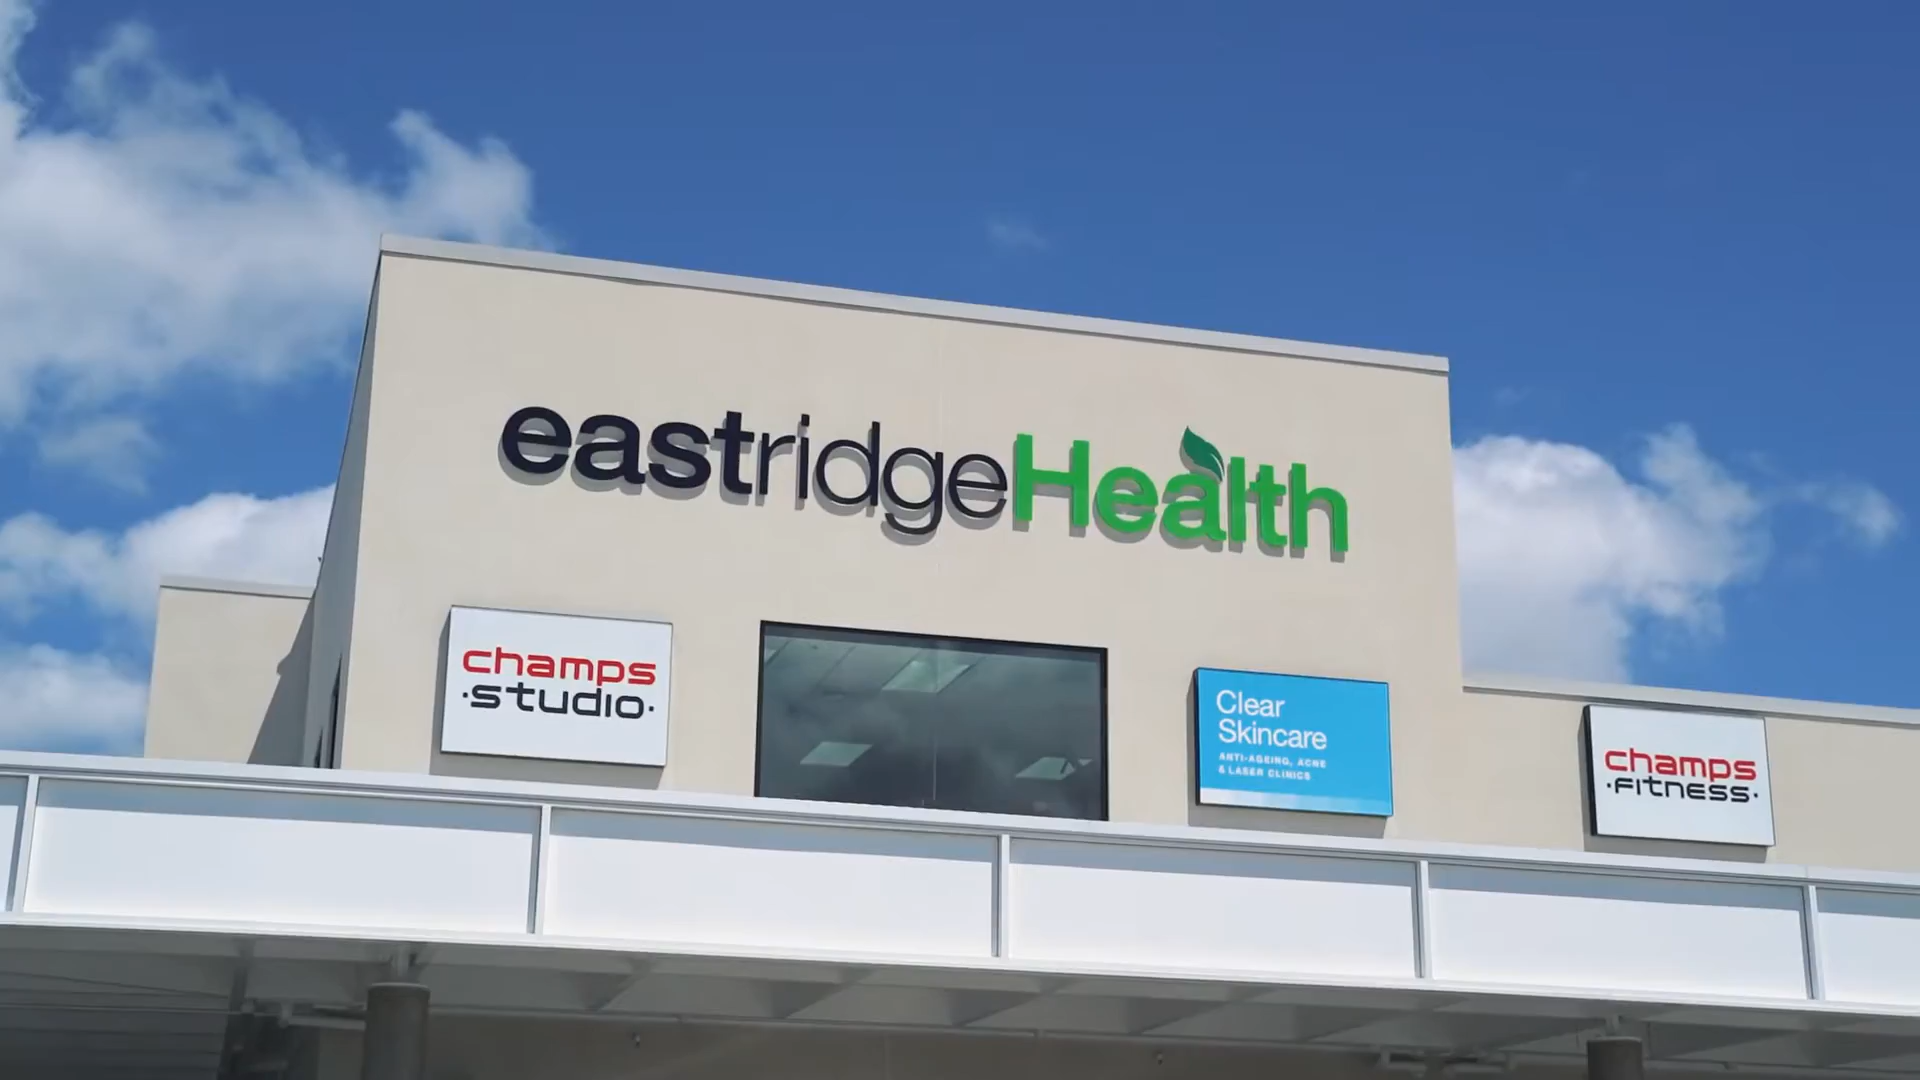 eastridgeHealth
champs
·studio·
Clear
Skincare
ANTI-AGEING, ACNE
& LASER CLINICS
champs
·FITNESS·